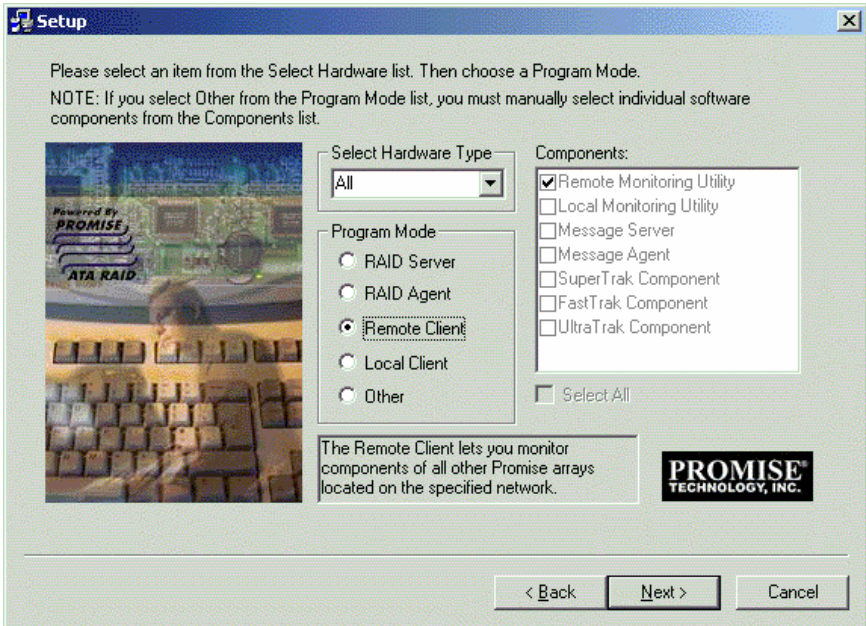 Setup
Please select an item from the Select Hardware list. Then choose a Program Mode.
NOTE: If you select Other from the Program Mode list, you must manually select individual software
components from the Components list.
Powered By
PROMISE
ATA RAID
Select Hardware Type
All
Program Mode
RAID Server
RAID Agent
Remote Client
Local Client
Other
Components:
Remote Monitoring Utility
Local Monitoring Utility
Message Server
Message Agent
SuperTrak Component
FastTrak Component
UltraTrak Component
Select All
The Remote Client lets you monitor
components of all other Promise arrays
located on the specified network.
PROMISE®
TECHNOLOGY, INC.
< Back
Next >
Cancel